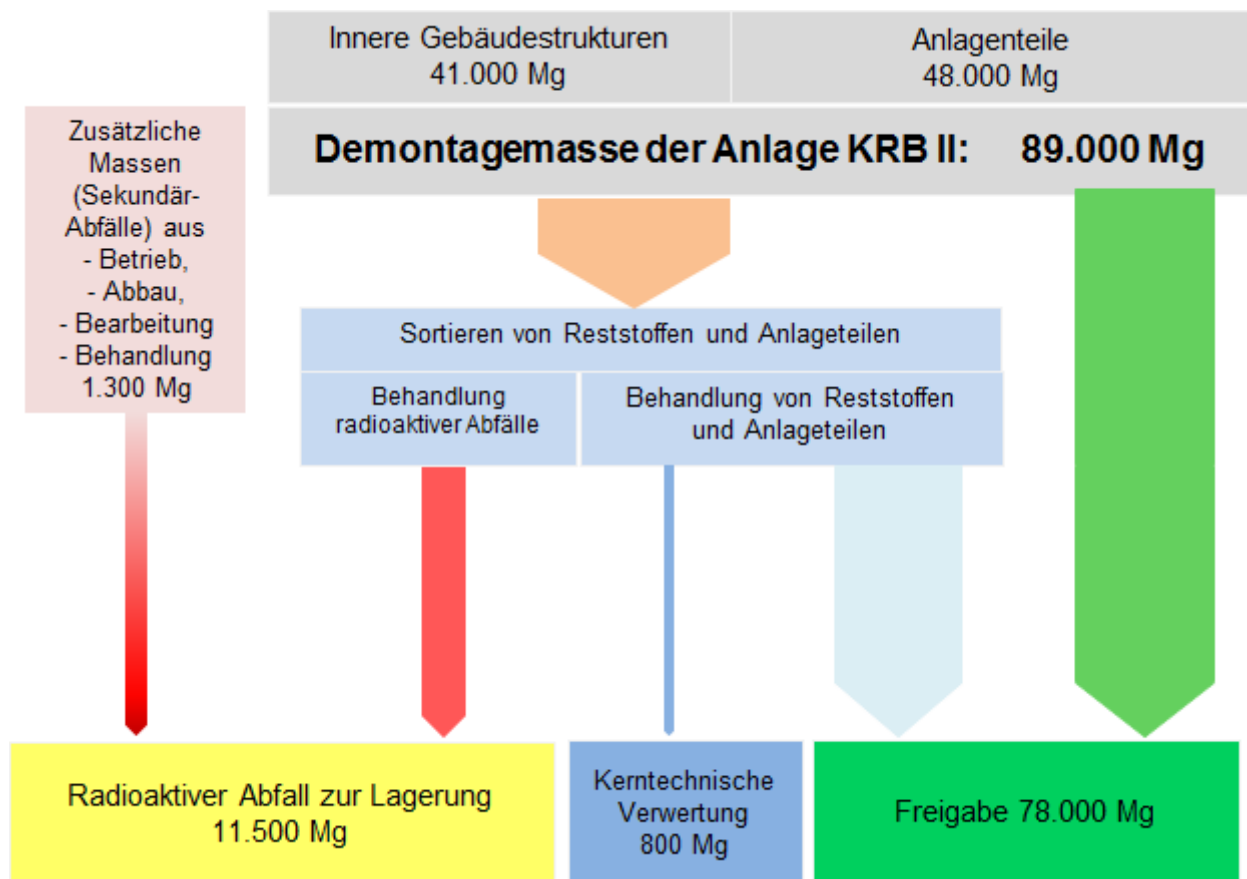 Innere Gebäudestrukturen
41.000 Mg
Anlagenteile
48.000 Mg
Demontagemasse der Anlage KRB II: 89.000 Mg
Zusätzliche
Massen
(Sekundär-
Abfälle) aus
- Betrieb,
- Abbau,
- Bearbeitung
- Behandlung
1.300 Mg
Sortieren von Reststoffen und Anlageteilen
Behandlung
radioaktiver Abfälle
Behandlung von Reststoffen
und Anlageteilen
Radioaktiver Abfall zur Lagerung
11.500 Mg
Kerntechnische
Verwertung
800 Mg
Freigabe 78.000 Mg